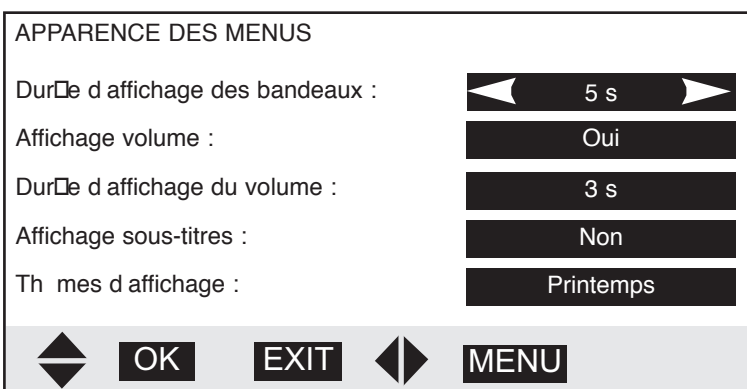 APPARENCE DES MENUS
Dur□e d affichage des bandeaux : 5 s
Affichage volume : Oui
Dur□e d affichage du volume : 3 s
Affichage sous-titres : Non
Th mes d affichage : Printemps
OK EXIT MENU